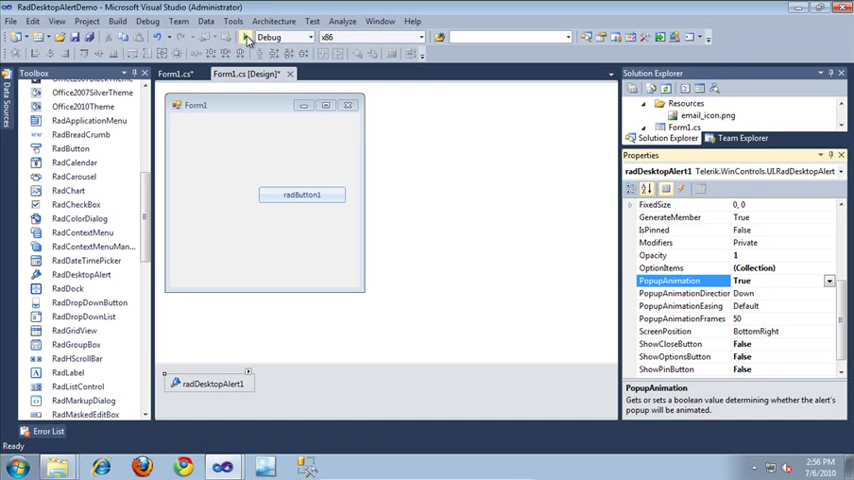 RadDesktopAlertDemo - Microsoft Visual Studio (Administrator)
File Edit View Project Build Debug Team Data Tools Architecture Test Analyze Window Help
Debug x86
Toolbox
Form1.cs* Form1.cs [Design]*
Solution Explorer
Data Sources
Office2007SilverTheme
Office2010Theme
RadApplicationMenu
RadBreadCrumb
RadButton
RadCalendar
RadCarousel
RadChart
RadCheckBox
RadColorDialog
RadContextMenu
RadContextMenuMan...
RadDateTimePicker
RadDesktopAlert
RadDock
RadDropDownButton
RadDropDownList
RadGridView
RadGroupBox
RadHScrollBar
RadLabel
RadListControl
RadMarkupDialog
RadMaskedEditBox
Form1
radButton1
radDesktopAlert1
Resources
email_icon.png
Form1.cs
Solution Explorer Team Explorer
Properties
radDesktopAlert1 Telerik.WinControls.UI.RadDesktopAlert
FixedSize 0, 0
GenerateMember True
IsPinned False
Modifiers Private
Opacity 1
OptionItems (Collection)
PopupAnimation True
PopupAnimationDirection Down
PopupAnimationEasing Default
PopupAnimationFrames 50
ScreenPosition BottomRight
ShowCloseButton False
ShowOptionsButton False
ShowPinButton False
PopupAnimation
Gets or sets a boolean value determining whether the alert's
popup will be animated.
Error List
Ready
2:56 PM
7/6/2010